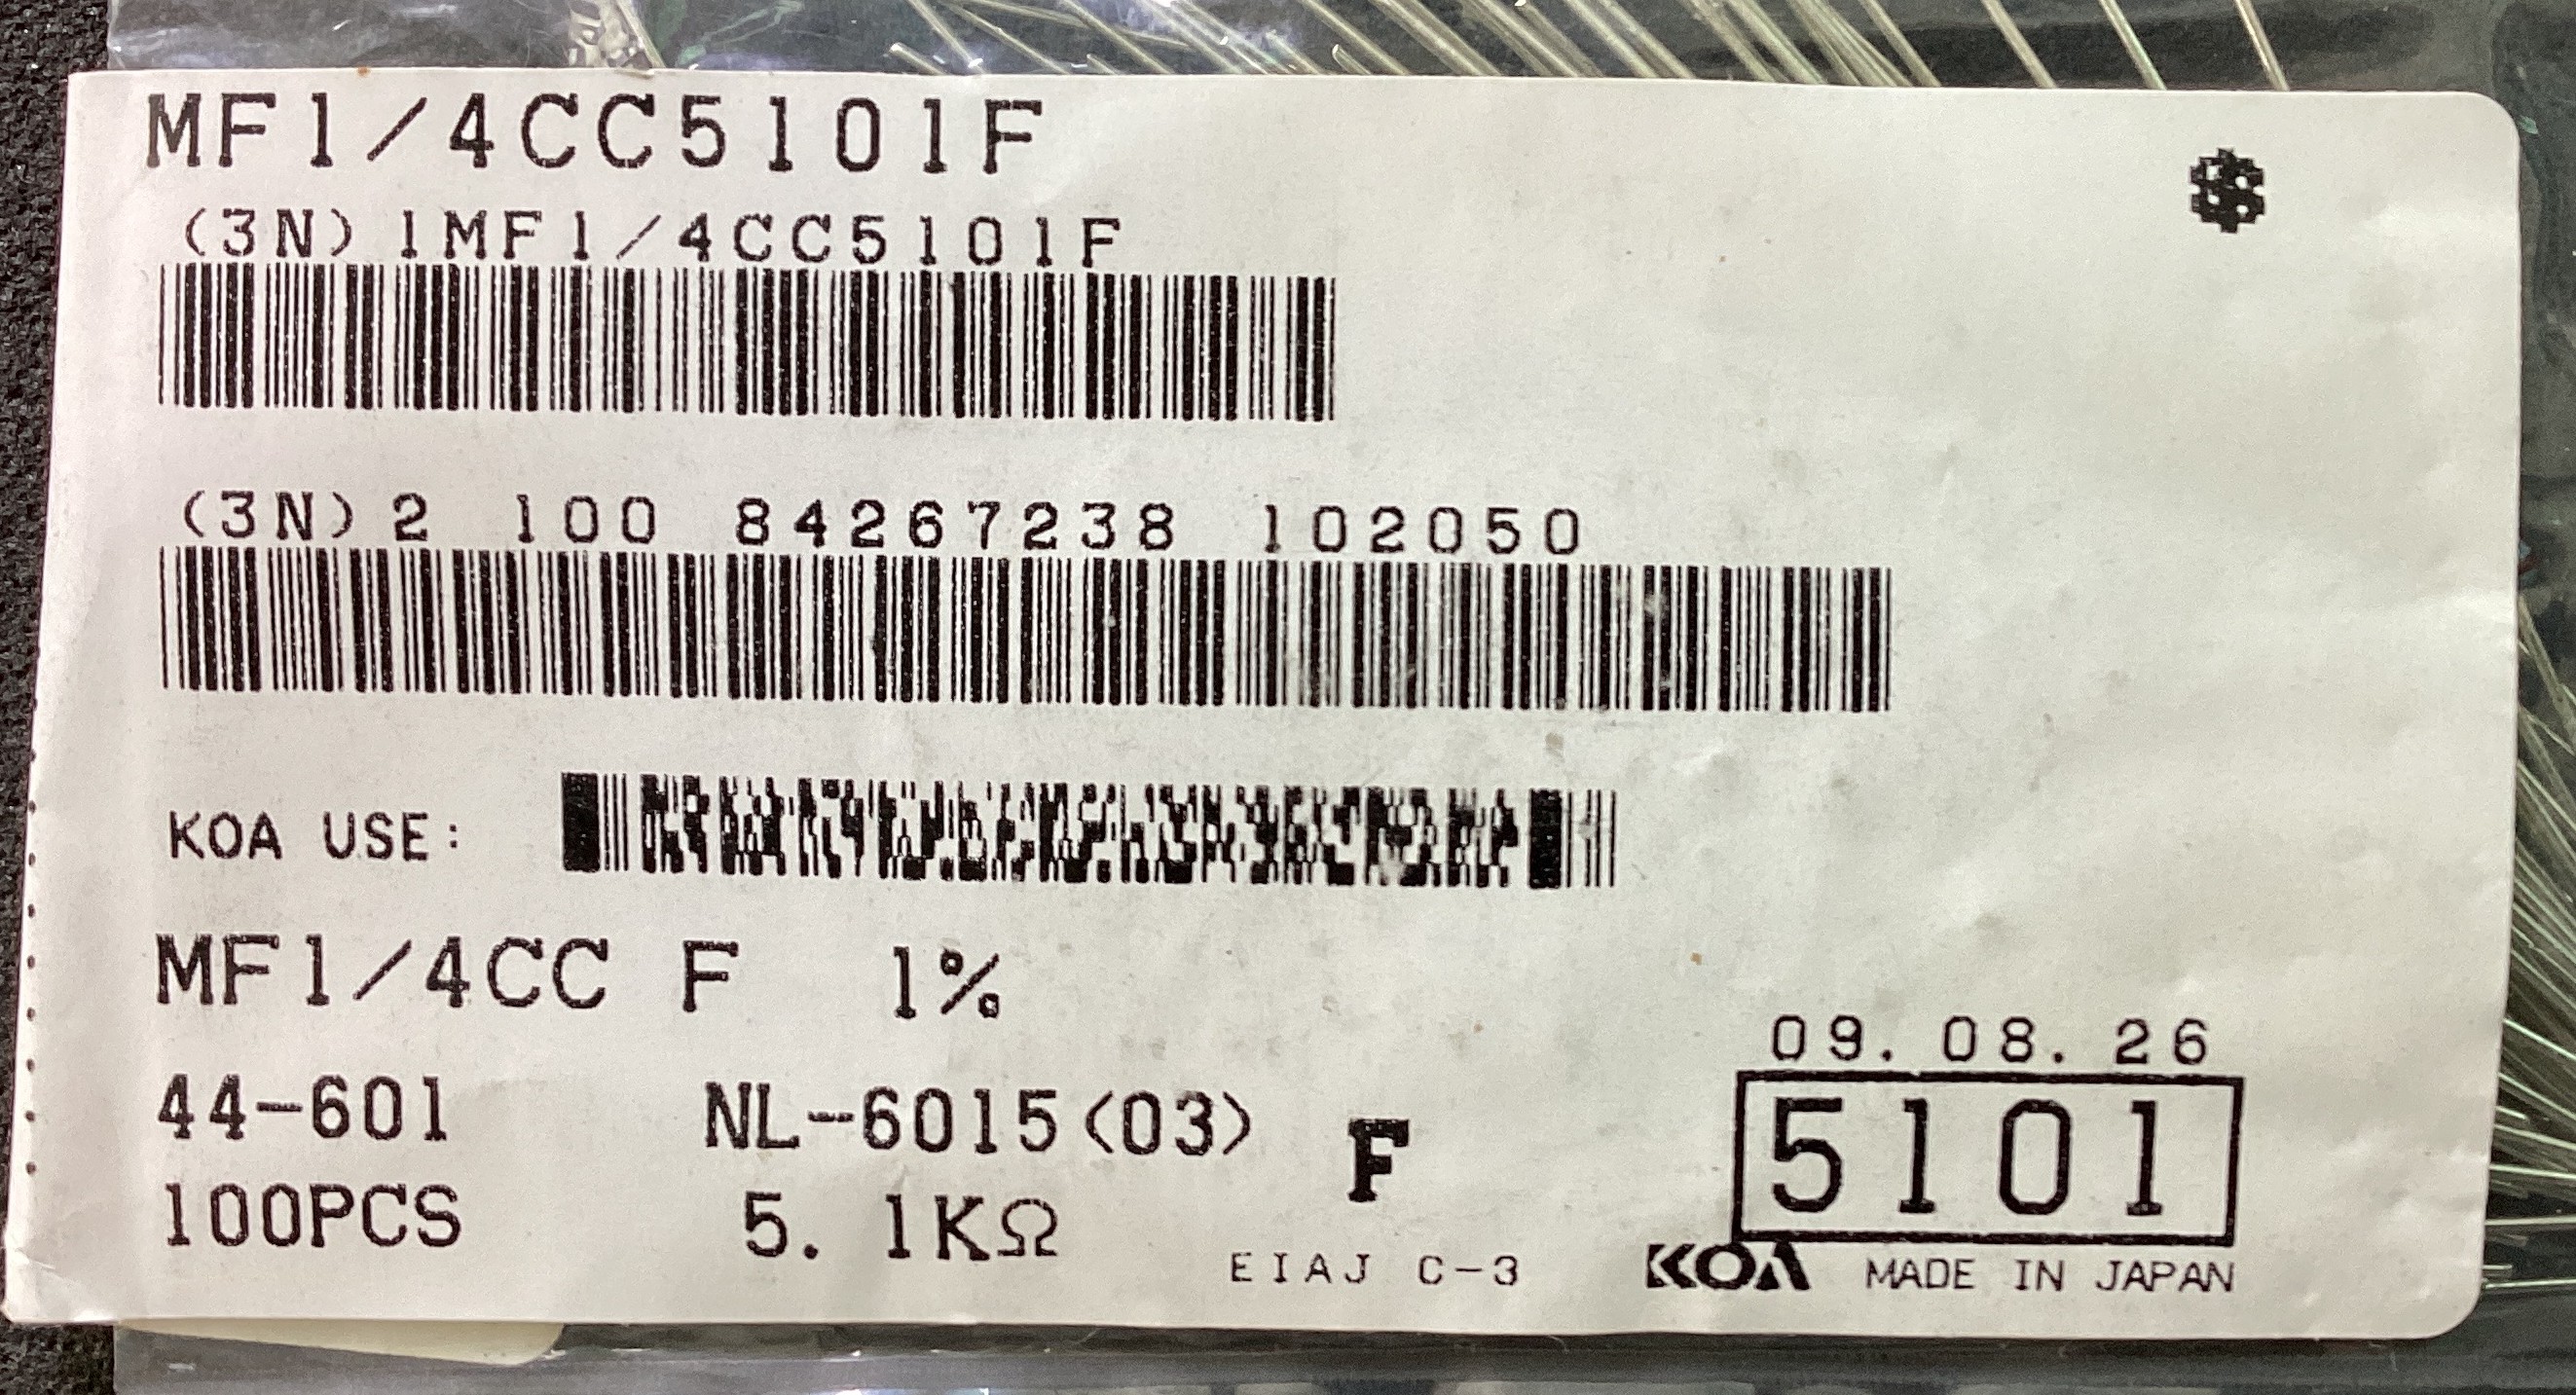 MF1/4CC5101F
(3N)1MF1/4CC5101F
(3N)2 100 84267238 102050
KOA USE:
MF1/4CC F 1%
09.08.26
44-601 NL-6015(03) F 5101
100PCS 5.1KΩ
EIAJ C-3 KOA MADE IN JAPAN